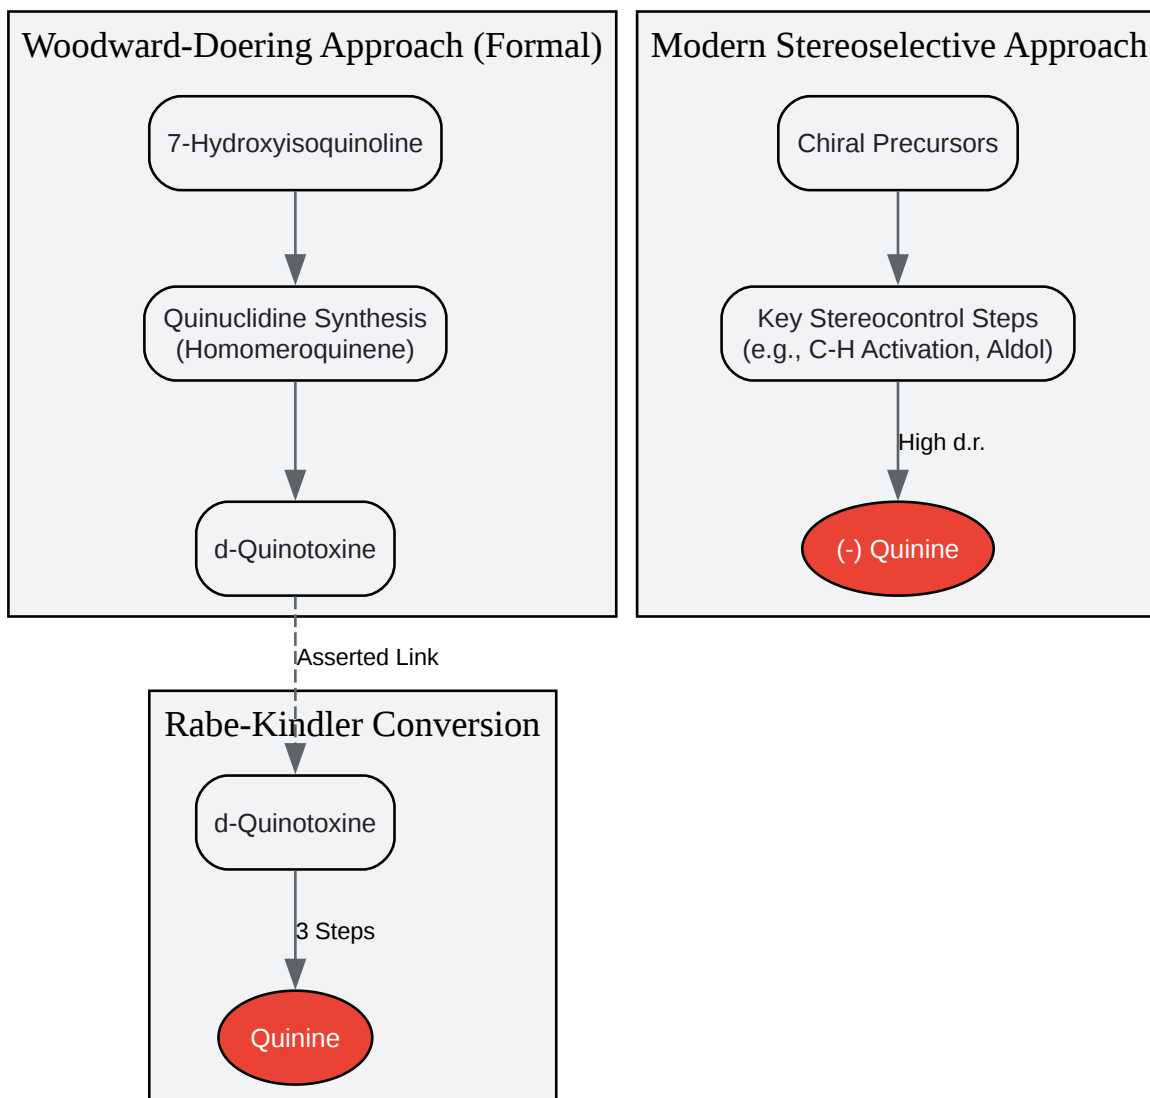 Woodward-Doering Approach (Formal)
7-Hydroxyisoquinoline
Quinuclidine Synthesis
(Homomeroquinene)
d-Quinotoxine
Asserted Link
Rabe-Kindler Conversion
d-Quinotoxine
3 Steps
Quinine
Modern Stereoselective Approach
Chiral Precursors
Key Stereocontrol Steps
(e.g., C-H Activation, Aldol)
High d.r.
(-) Quinine